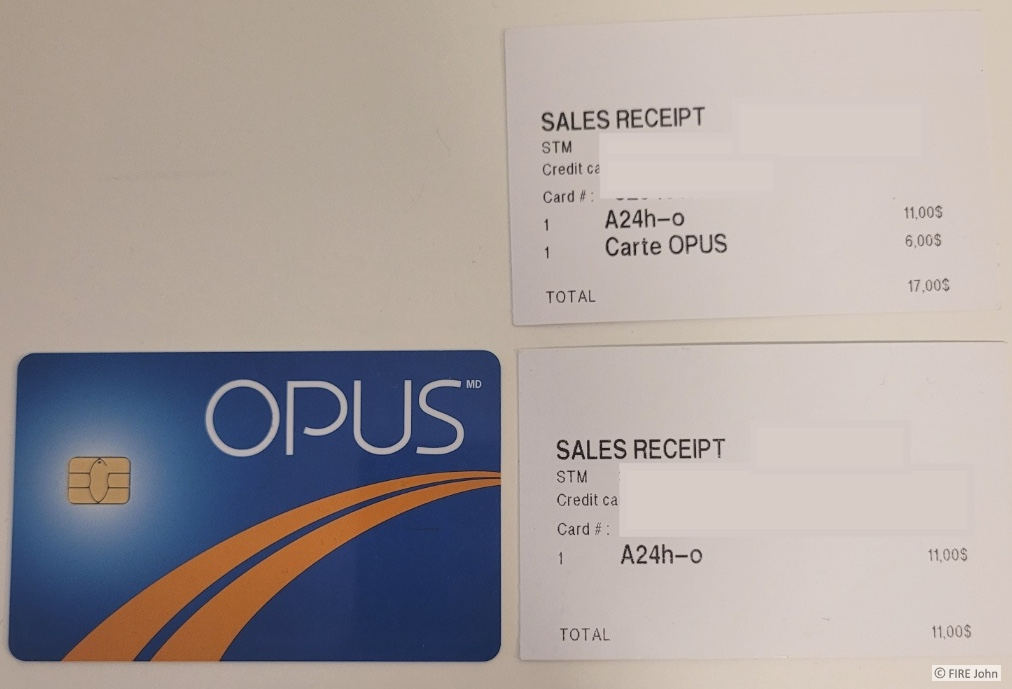 SALES RECEIPT
STM
Credit ca
Card # :
1 A24h-o 11,00$
1 Carte OPUS 6,00$
TOTAL 17,00$
OPUS MD
SALES RECEIPT
STM
Credit ca
Card # :
1 A24h-o 11,00$
TOTAL 11,00$
© FIRE John